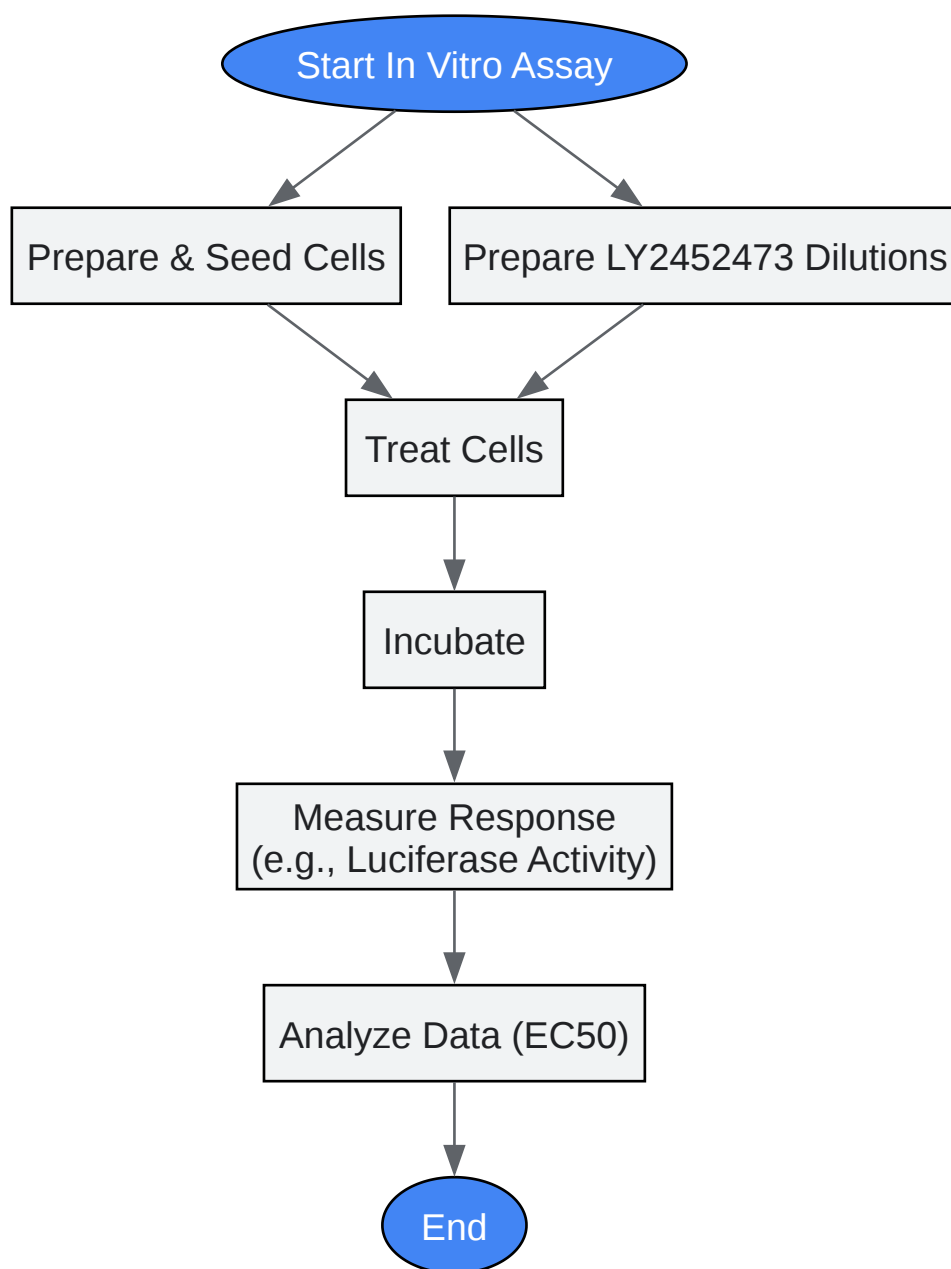 Start In Vitro Assay
Prepare & Seed Cells
Prepare LY2452473 Dilutions
Treat Cells
Incubate
Measure Response
(e.g., Luciferase Activity)
Analyze Data (EC50)
End